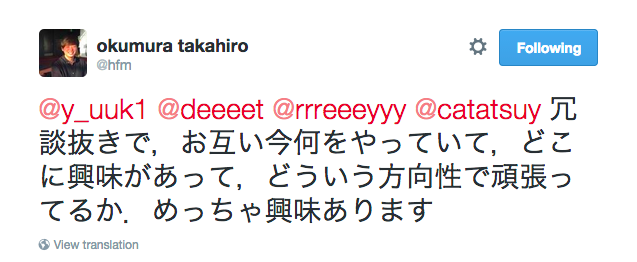 okumura takahiro
@hfm
Following
@y_uuk1 @deeeet @rrreeeyyy @catatsuy 冗
談抜きで，お互い今何をやっていて，どこ
に興味があって，どういう方向性で頑張っ
てるか．めっちゃ興味あります
View translation